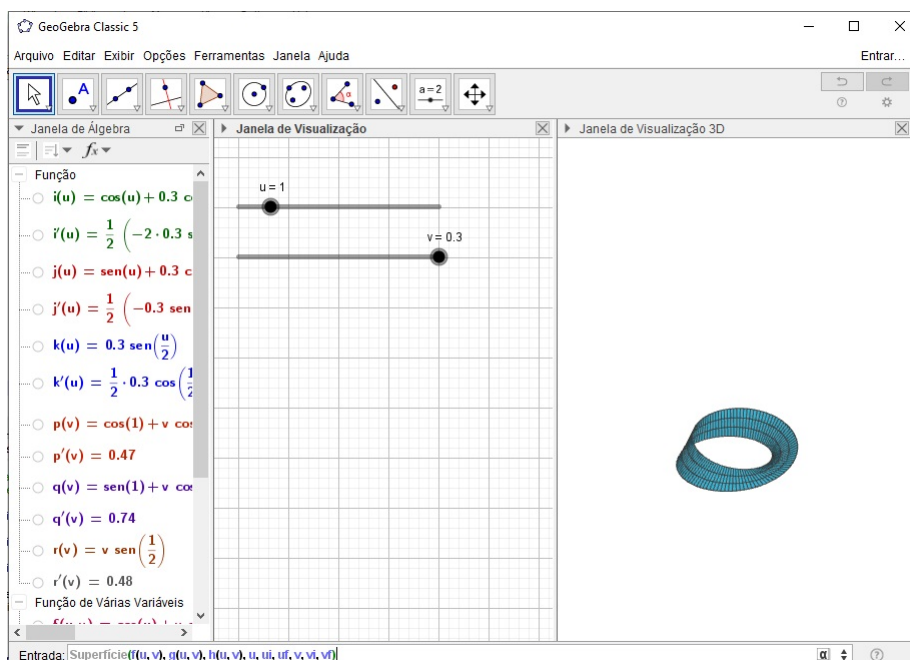 GeoGebra Classic 5
Arquivo Editar Exibir Opções Ferramentas Janela Ajuda Entrar...
A α a=2
Janela de Álgebra Janela de Visualização Janela de Visualização 3D
fx
Função
i(u) = cos(u) + 0.3 c
i′(u) = 1/2 (−2 · 0.3 s
j(u) = sen(u) + 0.3 c
j′(u) = 1/2 (−0.3 sen
k(u) = 0.3 sen(u/2)
k′(u) = 1/2 · 0.3 cos(
p(v) = cos(1) + v cos
p′(v) = 0.47
q(v) = sen(1) + v cos
q′(v) = 0.74
r(v) = v sen(1/2)
r′(v) = 0.48
Função de Várias Variáveis
u = 1
v = 0.3
Entrada: Superfície(f(u, v), g(u, v), h(u, v), u, ui, uf, v, vi, vf) α